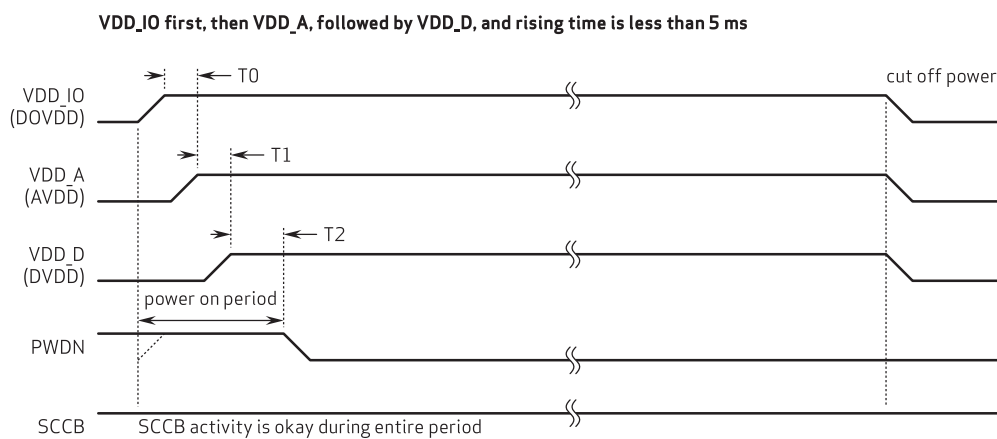 VDD_IO first, then VDD_A, followed by VDD_D, and rising time is less than 5 ms
T0
cut off power
VDD_IO
(DOVDD)
T1
VDD_A
(AVDD)
T2
VDD_D
(DVDD)
power on period
PWDN
SCCB
SCCB activity is okay during entire period